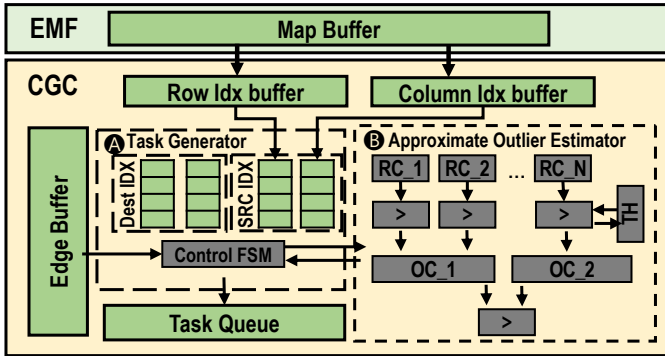 EMF
Map Buffer
CGC
Row Idx buffer
Column Idx buffer
Edge Buffer
A Task Generator
Dest IDX
SRC IDX
Control FSM
Task Queue
B Approximate Outlier Estimator
RC_1
RC_2
...
RC_N
>
>
>
TH
OC_1
OC_2
>